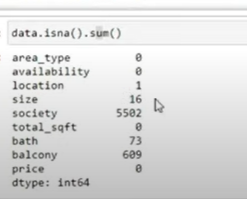 data.isna().sum()
area_type 0
availability 0
location 1
size 16
society 5502
total_sqft 0
bath 73
balcony 609
price 0
dtype: int64